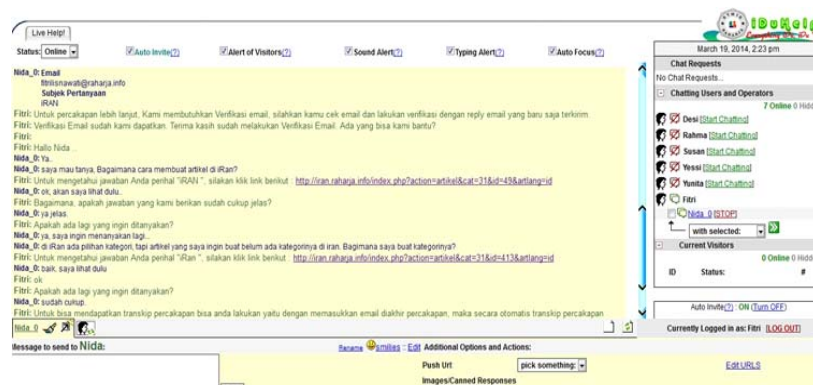 Live Help!
Status: Online
Auto Invite(?)
Alert of Visitors(?)
Sound Alert(?)
Typing Alert(?)
Auto Focus(?)
Nida_0: Email
fitrilisnawati@raharja.info
Subjek Pertanyaan
iRAN
Fitri: Untuk percakapan lebih lanjut, Kami membutuhkan Verifikasi email, silahkan kamu cek email dan lakukan verifikasi dengan reply email yang baru saja terkirim.
Fitri: Verifikasi Email sudah kami dapatkan. Terima kasih sudah melakukan Verifikasi Email. Ada yang bisa kami bantu?
Fitri:
Fitri: Hallo Nida ..
Nida_0: Ya..
Nida_0: saya mau tanya, Bagaimana cara membuat artikel di iRan?
Fitri: Untuk mengetahui jawaban Anda perihal "iRAN ", silakan klik link berikut : http://iran.raharja.info/index.php?action=artikel&cat=31&id=49&artlang=id
Nida_0: ok, akan saya lihat dulu..
Fitri: Bagaimana, apakah jawaban yang kami berikan sudah cukup jelas?
Nida_0: ya jelas.
Fitri: Apakah ada lagi yang ingin ditanyakan?
Nida_0: ya, saya ingin menanyakan lagi..
Nida_0: di iRan ada pilihan kategori, tapi artikel yang saya ingin buat belum ada kategorinya di iran. Bagimana saya buat kategorinya?
Fitri: Untuk mengetahui jawaban Anda perihal "iRan ", silakan klik link berikut : http://iran.raharja.info/index.php?action=artikel&cat=31&id=413&artlang=id
Nida_0: baik, saya lihat dulu
Fitri: ok
Fitri: Apakah ada lagi yang ingin ditanyakan?
Nida_0: sudah cukup.
Fitri: Untuk bisa mendapatkan transkip percakapan bisa anda lakukan yaitu dengan memasukkan email diakhir percakapan, maka secara otomatis transkip percakapan
Nida_0
Message to send to Nida:
Rename Smilies :: Edit Additional Options and Actions:
Push Url: pick something:
Edit URLS
Images/Canned Responses
iDuHelp
March 19, 2014, 2:23 pm
Chat Requests
No Chat Requests...
Chatting Users and Operators
7 Online 0 Hidd
Desi [Start Chatting]
Rahma [Start Chatting]
Susan [Start Chatting]
Yessi [Start Chatting]
Yunita [Start Chatting]
Fitri
Nida_0 [STOP]
with selected:
Current Visitors
0 Online 0 Hidd
ID Status: #
Auto Invite(?) : ON (Turn OFF)
Currently Logged in as: Fitri [LOG OUT]